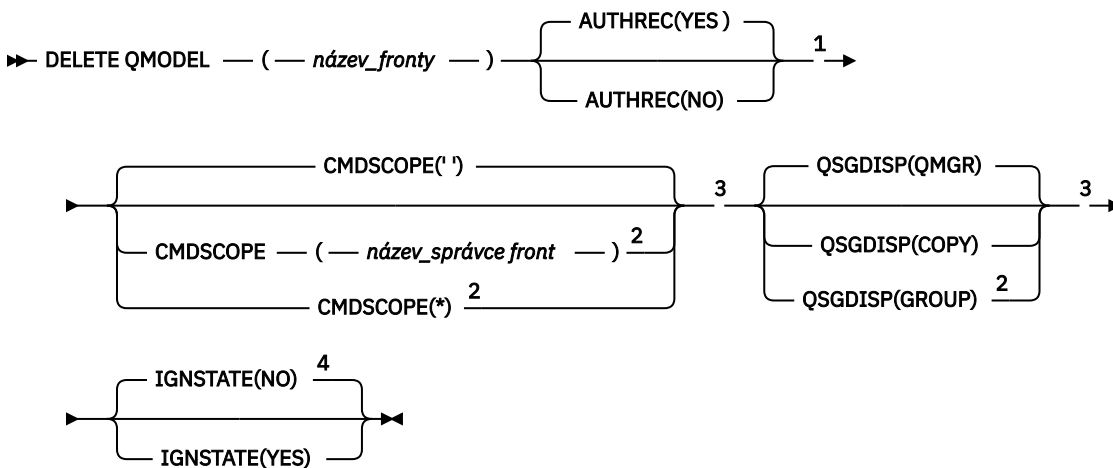 AUTHREC(YES )
DELETE QMODEL ( název_fronty ) 1
AUTHREC(NO)
CMDSCOPE(' ') QSGDISP(QMGR)
3 3
CMDSCOPE ( název_správce front ) 2 QSGDISP(COPY)
CMDSCOPE(*) 2 QSGDISP(GROUP) 2
IGNSTATE(NO) 4
IGNSTATE(YES)